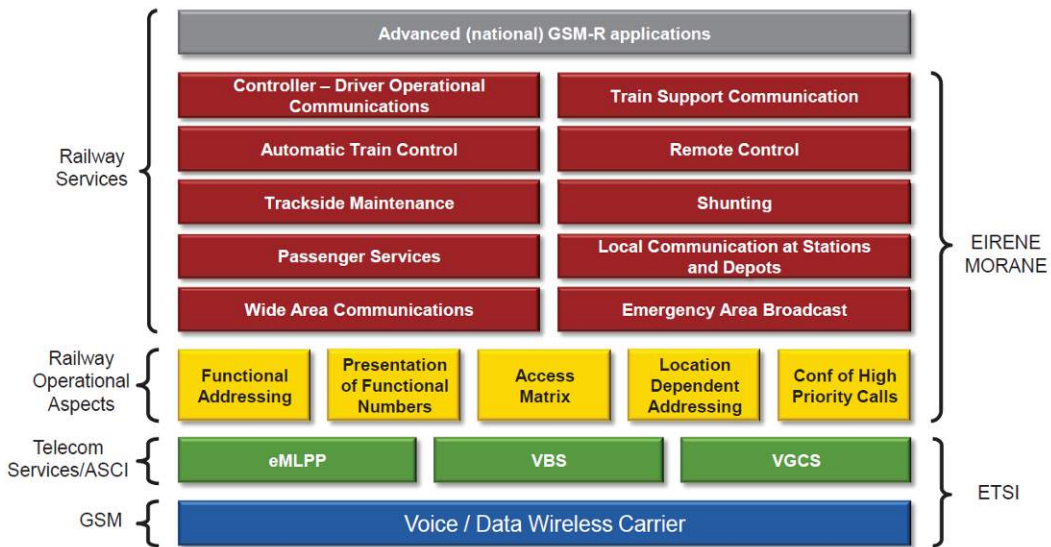 Advanced (national) GSM-R applications
Controller – Driver Operational
Communications
Train Support Communication
Automatic Train Control
Remote Control
Railway
Services
Trackside Maintenance
Shunting
Passenger Services
Local Communication at Stations
and Depots
EIRENE
MORANE
Wide Area Communications
Emergency Area Broadcast
Railway
Operational
Aspects
Functional
Addressing
Presentation
of Functional
Numbers
Access
Matrix
Location
Dependent
Addressing
Conf of High
Priority Calls
Telecom
Services/ASCI
eMLPP
VBS
VGCS
ETSI
GSM
Voice / Data Wireless Carrier